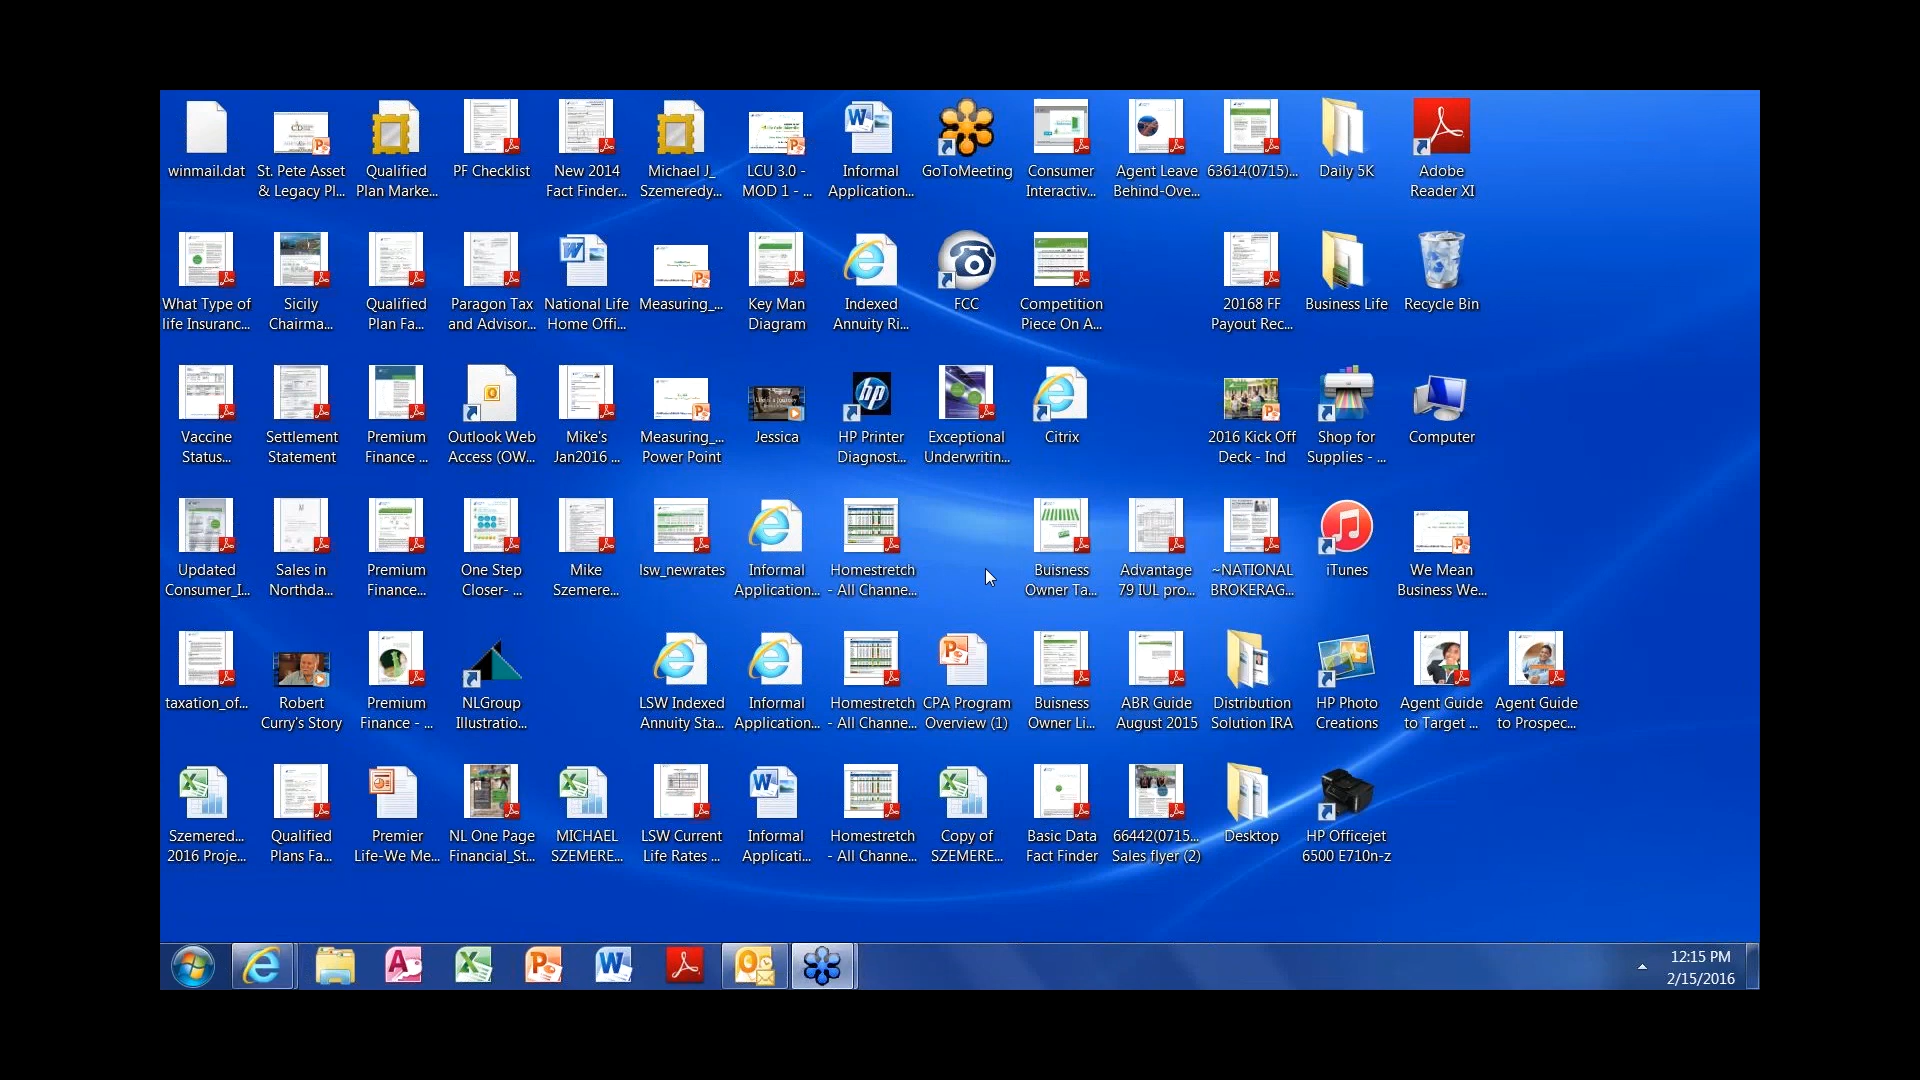 winmail.dat
St. Pete Asset
& Legacy Pl...
Qualified
Plan Marke...
PF Checklist
New 2014
Fact Finder...
Michael J_
Szemeredy...
LCU 3.0 -
MOD 1 - ...
Informal
Application...
GoToMeeting
Consumer
Interactiv...
Agent Leave
Behind-Ove...
63614(0715)...
Daily 5K
Adobe
Reader XI
What Type of
life Insuranc...
Sicily
Chairma...
Qualified
Plan Fa...
Paragon Tax
and Advisor...
National Life
Home Offi...
Measuring_...
Key Man
Diagram
Indexed
Annuity Ri...
FCC
Competition
Piece On A...
20168 FF
Payout Rec...
Business Life
Recycle Bin
Vaccine
Status...
Settlement
Statement
Premium
Finance ...
Outlook Web
Access (OW...
Mike's
Jan2016 ...
Measuring_...
Power Point
Jessica
HP Printer
Diagnost...
Exceptional
Underwritin...
Citrix
2016 Kick Off
Deck - Ind
Shop for
Supplies - ...
Computer
Updated
Consumer_I...
Sales in
Northda...
Premium
Finance...
One Step
Closer- ...
Mike
Szemere...
lsw_newrates
Informal
Application...
Homestretch
- All Channe...
Buisness
Owner Ta...
Advantage
79 IUL pro...
~NATIONAL
BROKERAG...
iTunes
We Mean
Business We...
taxation_of...
Robert
Curry's Story
Premium
Finance - ...
NLGroup
Illustratio...
LSW Indexed
Annuity Sta...
Informal
Application...
Homestretch
- All Channe...
CPA Program
Overview (1)
Buisness
Owner Li...
ABR Guide
August 2015
Distribution
Solution IRA
HP Photo
Creations
Agent Guide
to Target ...
Agent Guide
to Prospec...
Szemered...
2016 Proje...
Qualified
Plans Fa...
Premier
Life-We Me...
NL One Page
Financial_St...
MICHAEL
SZEMERE...
LSW Current
Life Rates ...
Informal
Applicati...
Homestretch
- All Channe...
Copy of
SZEMERE...
Basic Data
Fact Finder
66442(0715...
Sales flyer (2)
Desktop
HP Officejet
6500 E710n-z
12:15 PM
2/15/2016